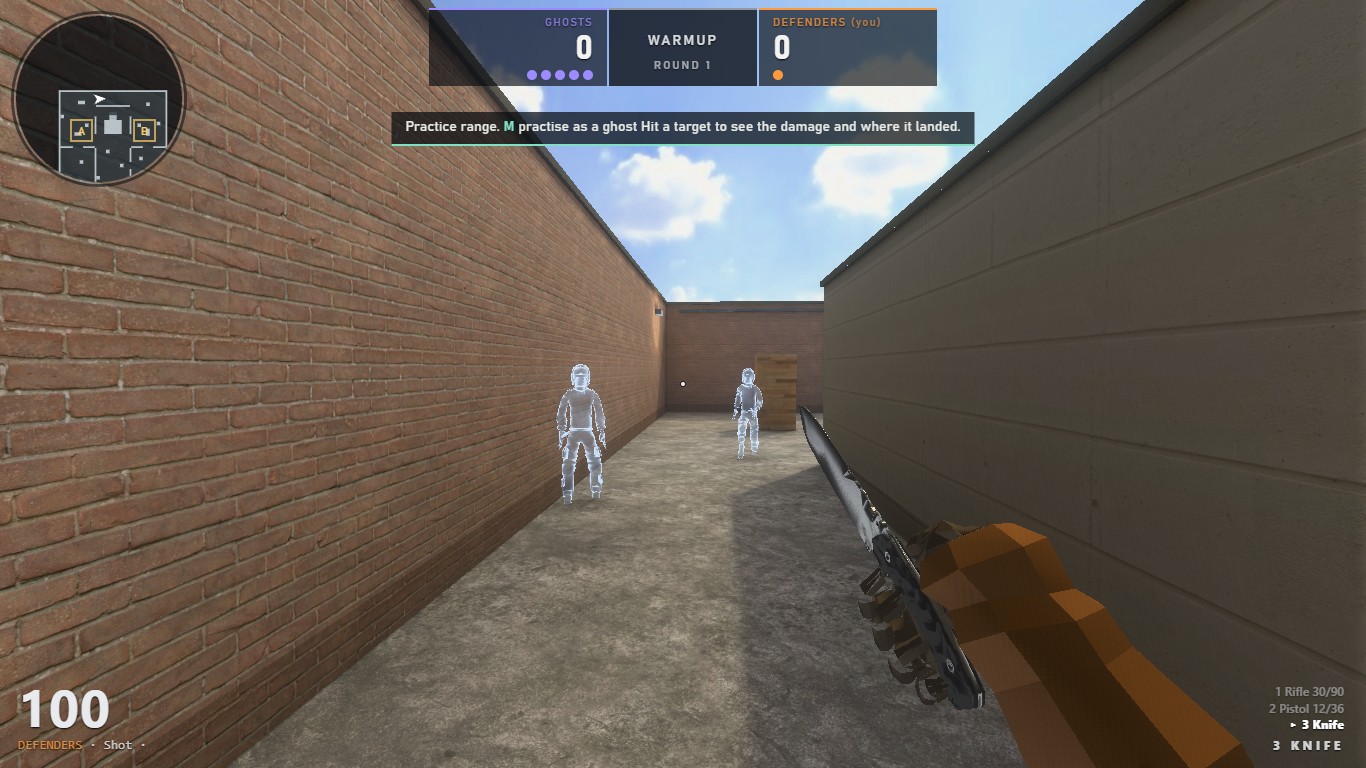 GHOSTS
0
WARMUP
ROUND 1
DEFENDERS (you)
0
Practice range. M practise as a ghost Hit a target to see the damage and where it landed.
A
B
100
DEFENDERS · Shot ·
1 Rifle 30/90
2 Pistol 12/36
▸ 3 Knife
3 KNIFE